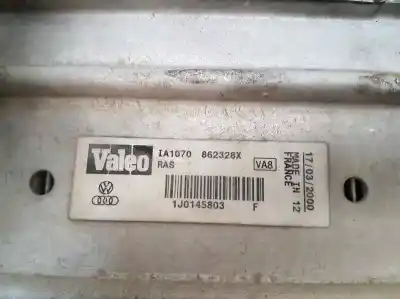 Valeo
IA1070 862328X
RAS VA8
1J0145803 F
17/03/2000
MADE IN 12
FRANCE